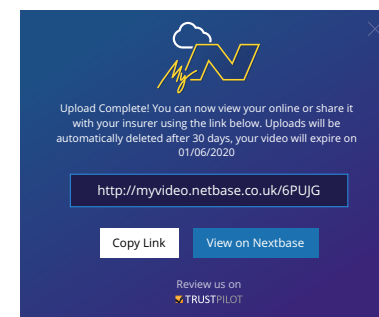 My N
Upload Complete! You can now view your online or share it
with your insurer using the link below. Uploads will be
automatically deleted after 30 days, your video will expire on
01/06/2020
http://myvideo.netbase.co.uk/6PUJG
Copy Link View on Nextbase
Review us on
TRUSTPILOT